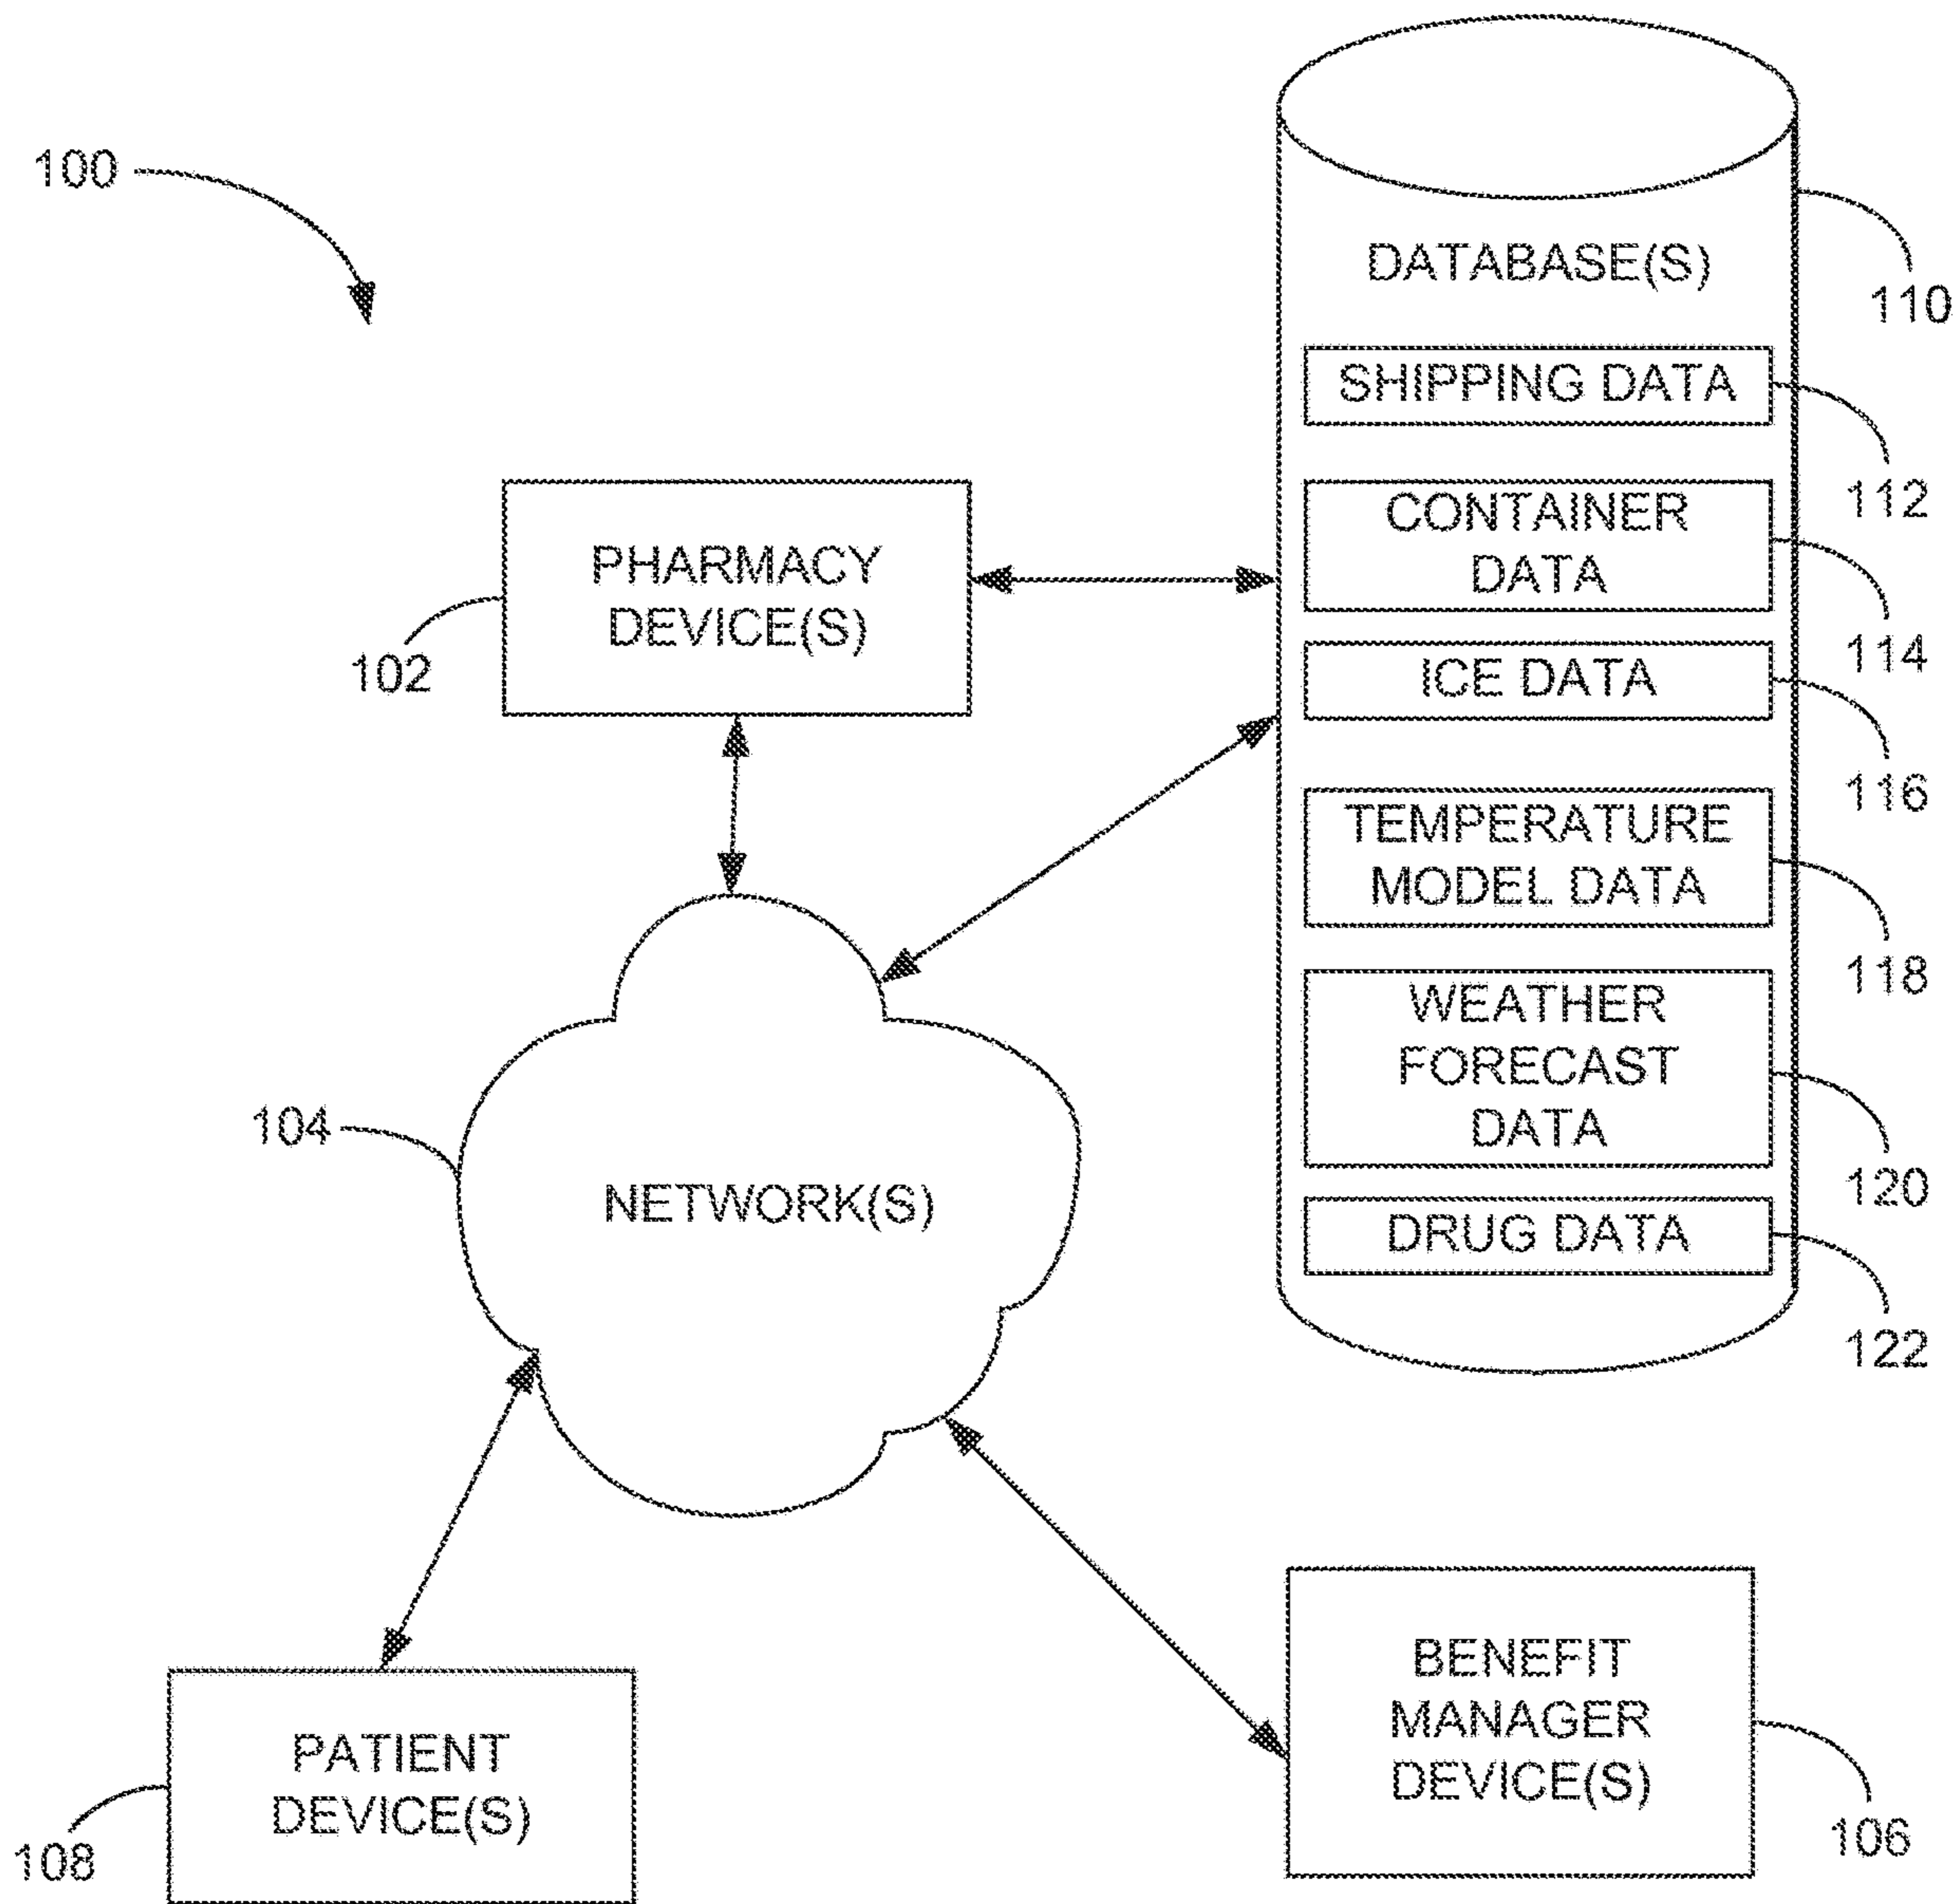 100
DATABASE(S)
110
SHIPPING DATA
112
CONTAINER
DATA
114
ICE DATA
116
TEMPERATURE
MODEL DATA
118
WEATHER
FORECAST
DATA
120
DRUG DATA
122
PHARMACY
DEVICE(S)
102
104
NETWORK(S)
PATIENT
DEVICE(S)
108
BENEFIT
MANAGER
DEVICE(S)
106